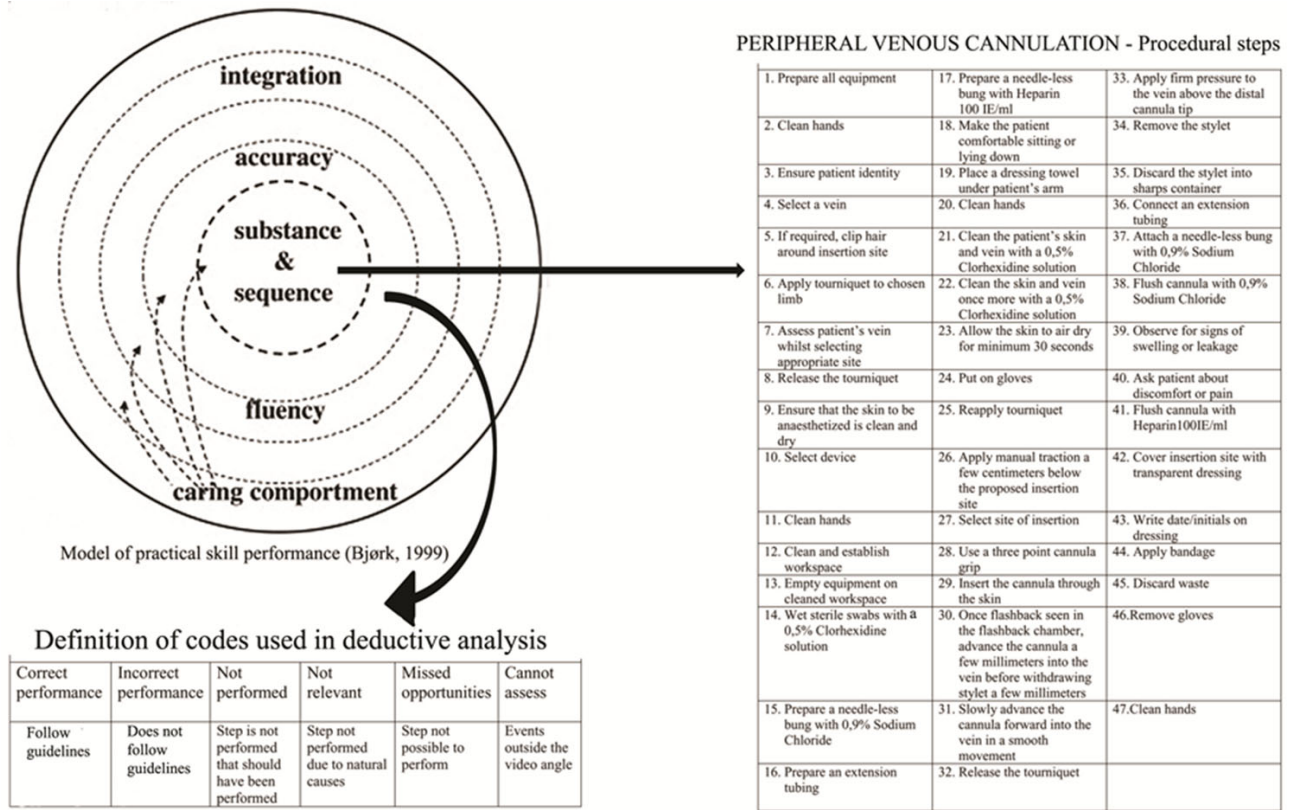 integration
accuracy
substance
&
sequence
fluency
caring comportment
Model of practical skill performance (Bjørk, 1999)
Definition of codes used in deductive analysis
Correct
performance
Incorrect
performance
Not
performed
Not
relevant
Missed
opportunities
Cannot
assess
Follow
guidelines
Does not
follow
guidelines
Step is not
performed
that should
have been
performed
Step not
performed
due to natural
causes
Step not
possible to
perform
Events
outside the
video angle
PERIPHERAL VENOUS CANNULATION - Procedural steps
1. Prepare all equipment
2. Clean hands
3. Ensure patient identity
4. Select a vein
5. If required, clip hair
around insertion site
6. Apply tourniquet to chosen
limb
7. Assess patient's vein
whilst selecting
appropriate site
8. Release the tourniquet
9. Ensure that the skin to be
anaesthetized is clean and
dry
10. Select device
11. Clean hands
12. Clean and establish
workspace
13. Empty equipment on
cleaned workspace
14. Wet sterile swabs with a
0,5% Clorhexidine
solution
15. Prepare a needle-less
bung with 0,9% Sodium
Chloride
16. Prepare an extension
tubing
17. Prepare a needle-less
bung with Heparin
100 IE/ml
18. Make the patient
comfortable sitting or
lying down
19. Place a dressing towel
under patient's arm
20. Clean hands
21. Clean the patient's skin
and vein with a 0,5%
Clorhexidine solution
22. Clean the skin and vein
once more with a 0,5%
Clorhexidine solution
23. Allow the skin to air dry
for minimum 30 seconds
24. Put on gloves
25. Reapply tourniquet
26. Apply manual traction a
few centimeters below
the proposed insertion
site
27. Select site of insertion
28. Use a three point cannula
grip
29. Insert the cannula through
the skin
30. Once flashback seen in
the flashback chamber,
advance the cannula a
few millimeters into the
vein before withdrawing
stylet a few millimeters
31. Slowly advance the
cannula forward into the
vein in a smooth
movement
32. Release the tourniquet
33. Apply firm pressure to
the vein above the distal
cannula tip
34. Remove the stylet
35. Discard the stylet into
sharps container
36. Connect an extension
tubing
37. Attach a needle-less bung
with 0,9% Sodium
Chloride
38. Flush cannula with 0,9%
Sodium Chloride
39. Observe for signs of
swelling or leakage
40. Ask patient about
discomfort or pain
41. Flush cannula with
Heparin100IE/ml
42. Cover insertion site with
transparent dressing
43. Write date/initials on
dressing
44. Apply bandage
45. Discard waste
46.Remove gloves
47.Clean hands